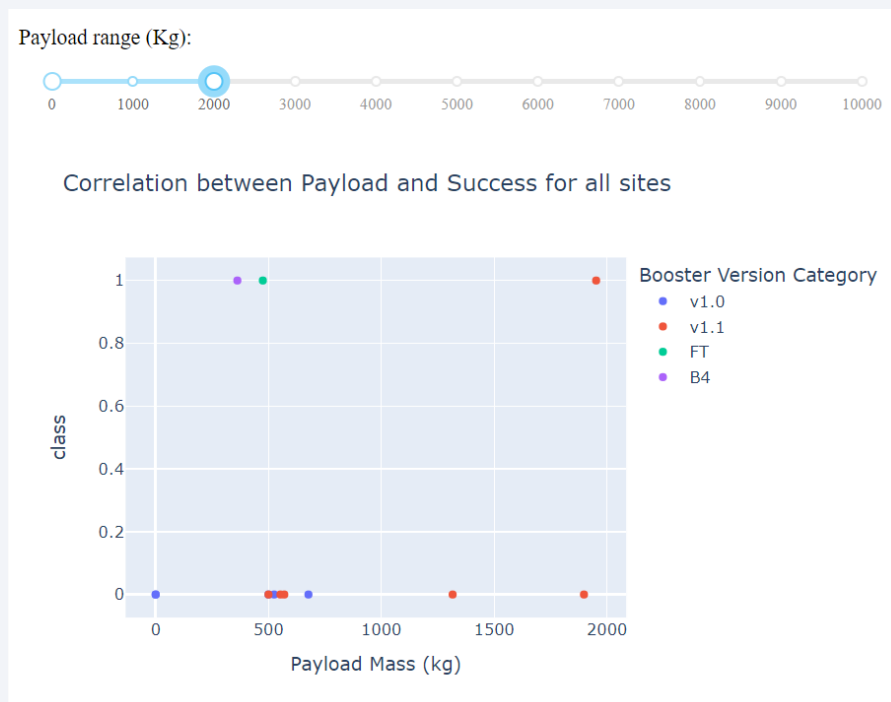 Payload range (Kg):
0 1000 2000 3000 4000 5000 6000 7000 8000 9000 10000
Correlation between Payload and Success for all sites
Booster Version Category
v1.0
v1.1
FT
B4
1
0.8
0.6
0.4
0.2
0
class
0 500 1000 1500 2000
Payload Mass (kg)